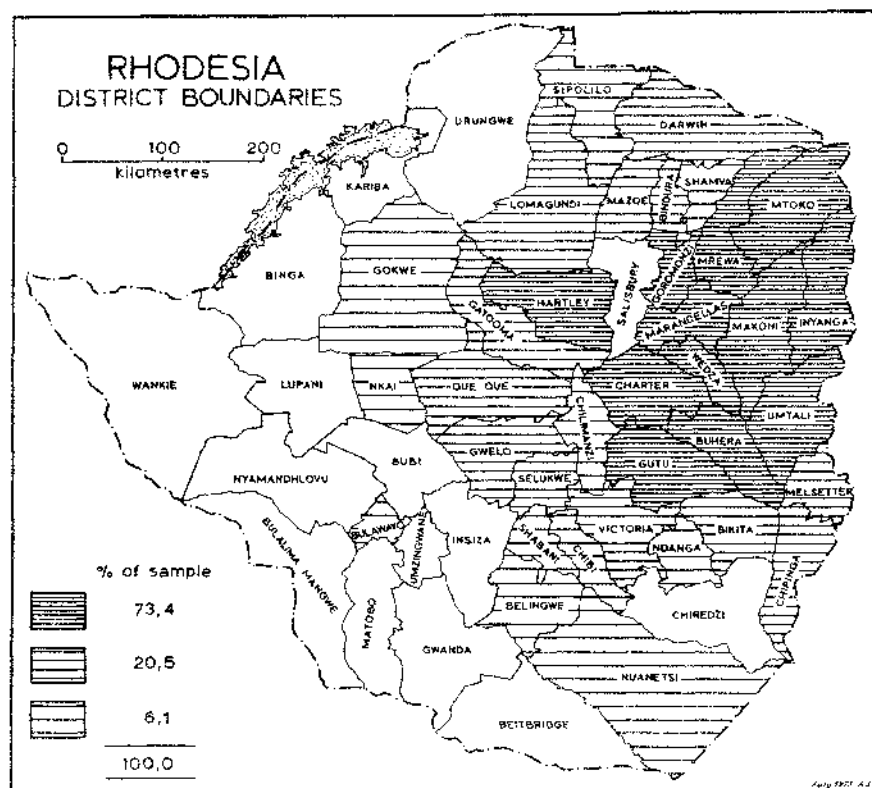 RHODESIA
DISTRICT BOUNDARIES
0 100 200
kilometres
SIPOLILO
DARWIN
URUNGWE
KARIBA
LOMAGUNDI
MAZOE
BINDURA
SHAMVA
MTOKO
BINGA
GOKWE
MREWA
GOROMONZI
SALISBURY
HARTLEY
GATOOMA
MARANDELLAS
MAKONI
INYANGA
WANKIE
LUPANI
NKAI
QUE QUE
CHARTER
WEDZA
CHILIMANZI
UMTALI
BUHERA
GWELO
GUTU
BUBI
SELUKWE
NYAMANDHLOVU
MELSETTER
BULAWAYO
UMZINGWANE
INSIZA
SHABANI
CHIBI
VICTORIA
NDANGA
BIKITA
BULALIMA MANGWE
CHIPINGA
BELINGWE
CHIREDZI
MATOBO
GWANDA
NUANETSI
BEITBRIDGE
% of sample
73,4
20,5
6,1
100,0